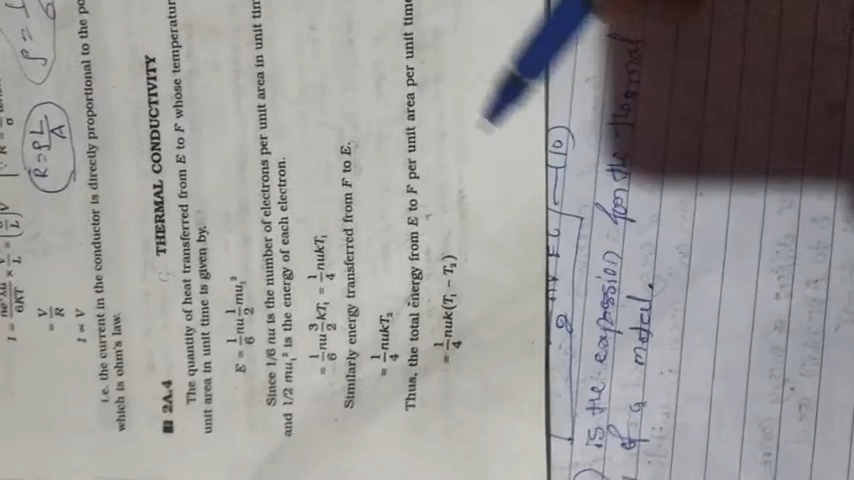 R = ρL/A
= V/R
I ∝ V
i.e. the current in the conductor is directly proportional to the
which is ohm's law.
2A.4 THERMAL CONDUCTIVITY
The quantity of heat transferred from E to F whose
unit area in unit time is given by,
E = 1/6 nu 1/2 mu₁²
Since 1/6 nu is the number of electrons per unit area in unit
and 1/2 mu₁² is the energy of each electron.
= 1/6 nu 3/2 kT₁ = 1/4 nukT₁
Similarly energy transferred from F to E.
= 1/4 nukT₂
Thus, the total energy from E to F per unit area per unit time
= 1/4 nuk(T₁ − T₂)
(10)
is the expression for the thermal
of a metal.